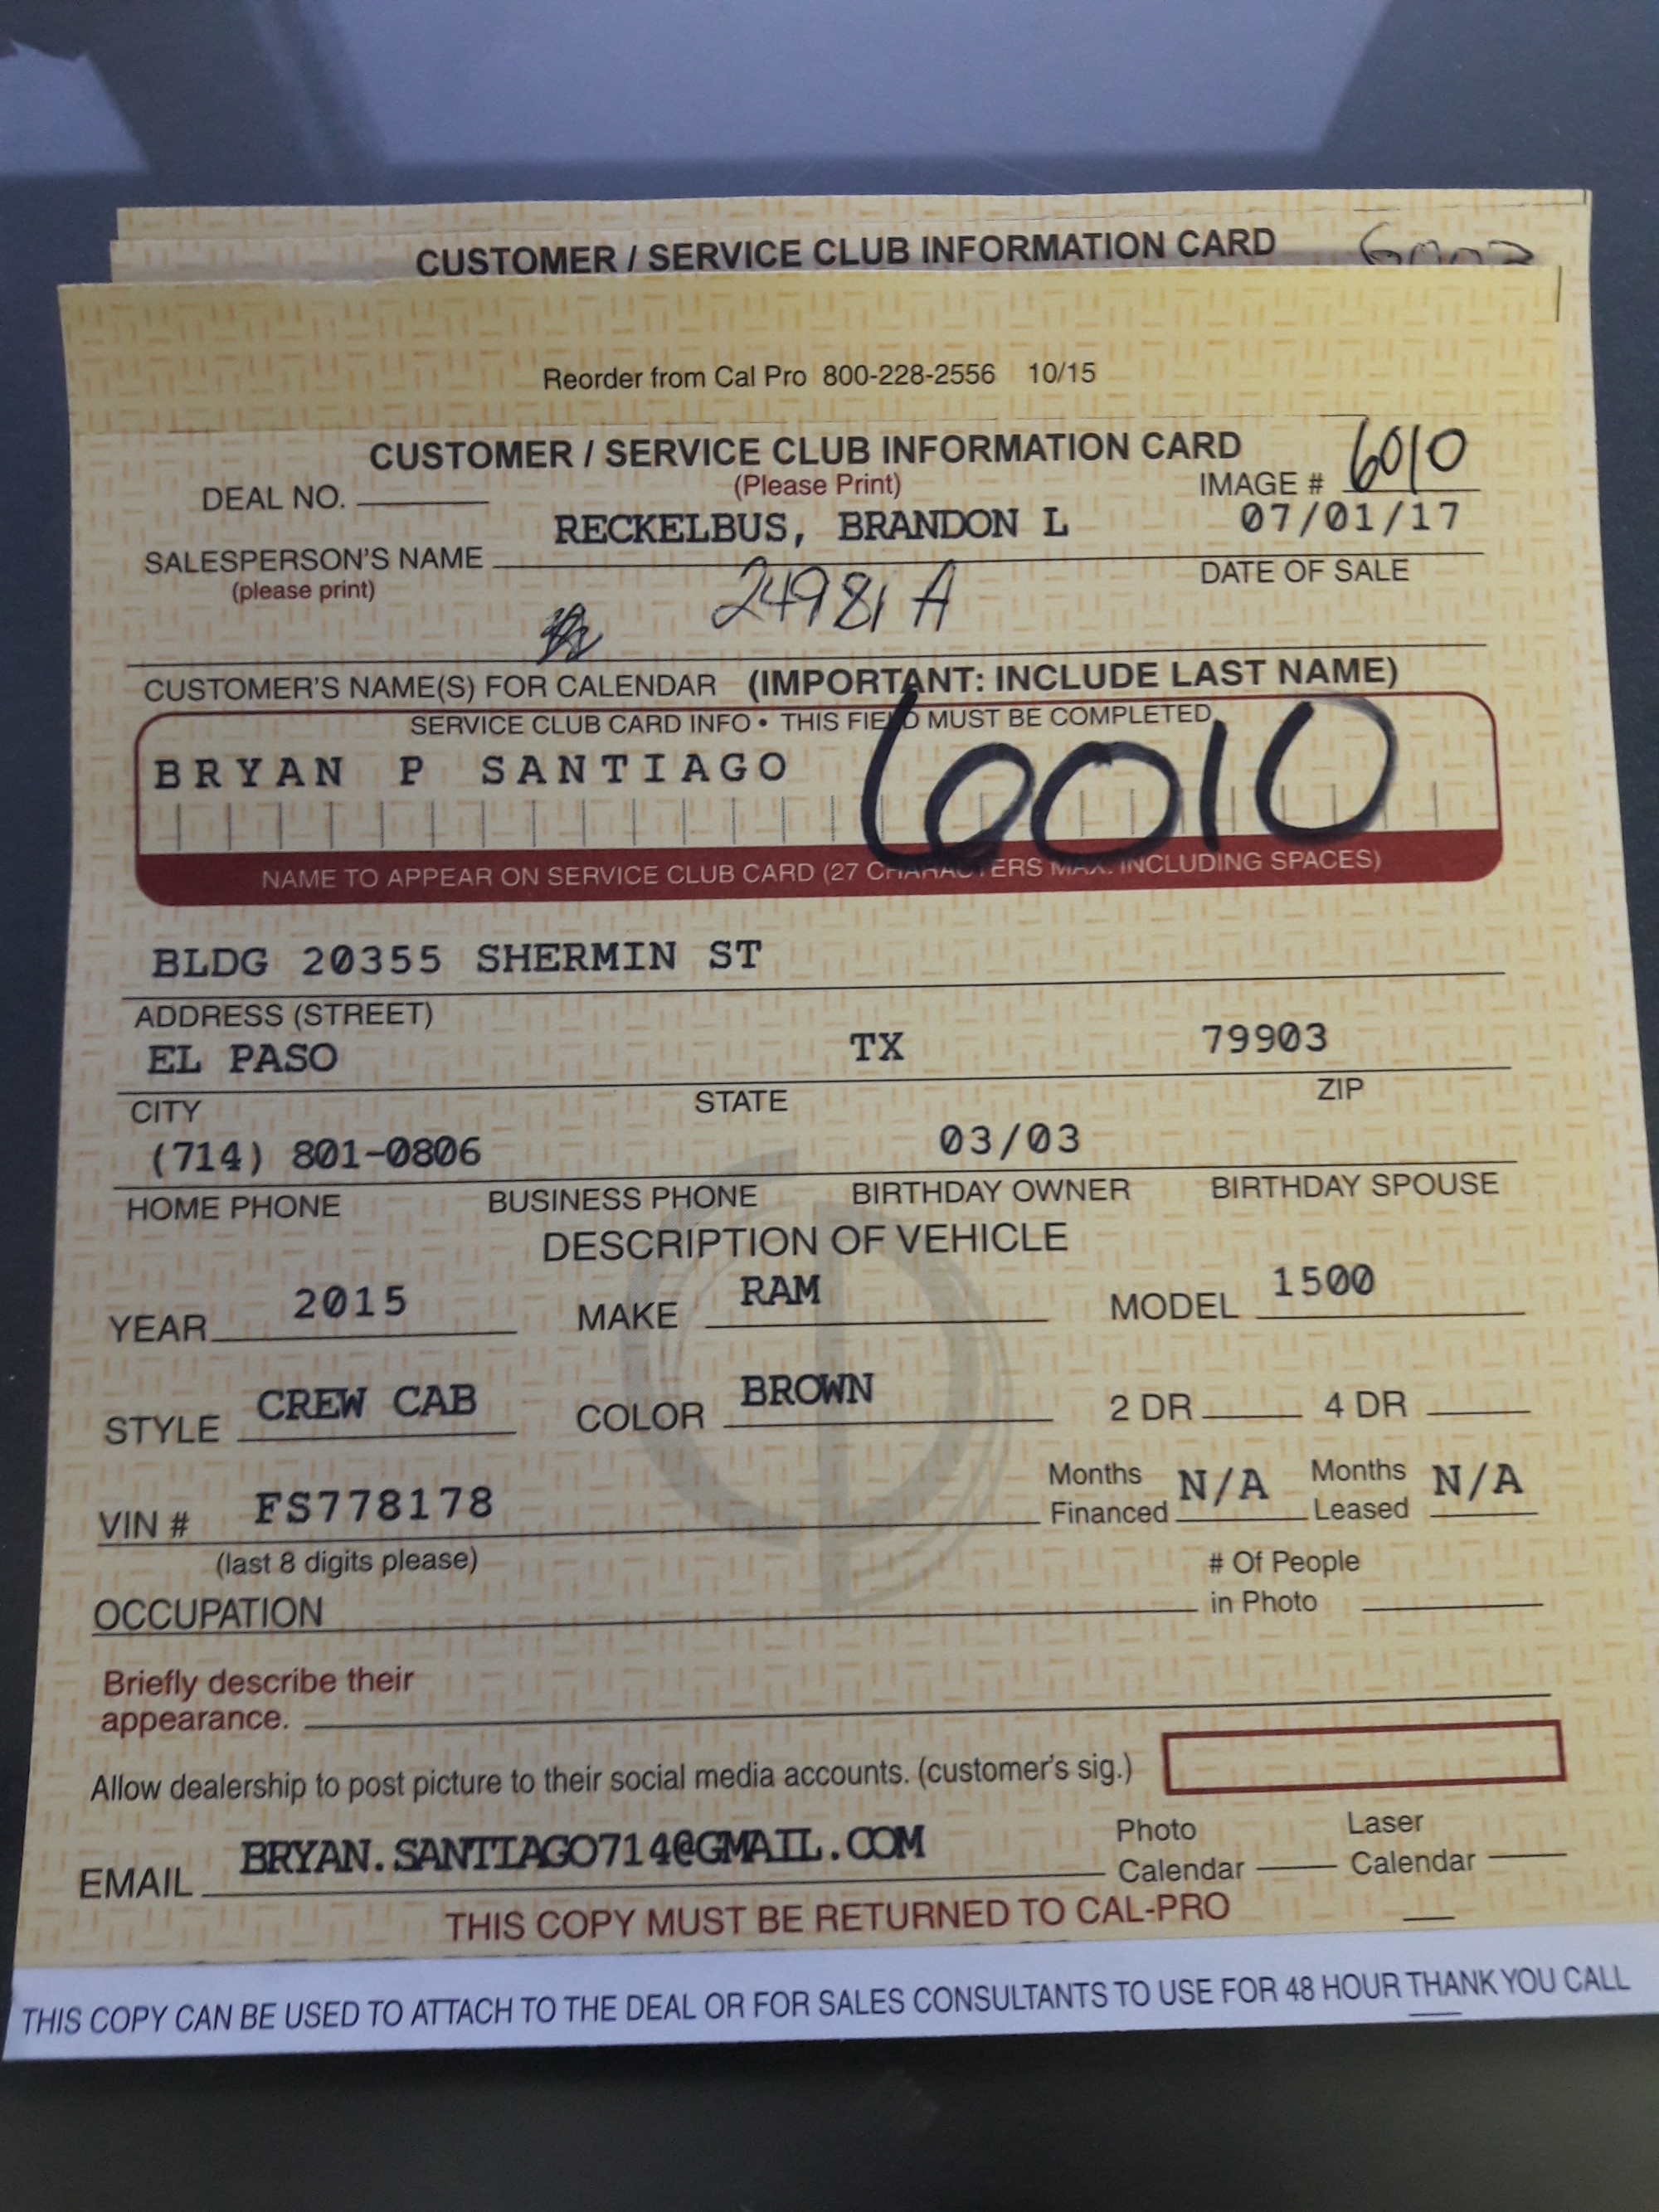 CUSTOMER / SERVICE CLUB INFORMATION CARD
Reorder from Cal Pro 800-228-2556 10/15
CUSTOMER / SERVICE CLUB INFORMATION CARD
(Please Print)
DEAL NO. IMAGE # 6010
RECKELBUS, BRANDON L 07/01/17
SALESPERSON'S NAME DATE OF SALE
(please print)
24981 A
CUSTOMER'S NAME(S) FOR CALENDAR (IMPORTANT: INCLUDE LAST NAME)
SERVICE CLUB CARD INFO • THIS FIELD MUST BE COMPLETED
BRYAN P SANTIAGO 6010
NAME TO APPEAR ON SERVICE CLUB CARD (27 CHARACTERS MAX. INCLUDING SPACES)
BLDG 20355 SHERMIN ST
ADDRESS (STREET)
EL PASO TX 79903
CITY STATE ZIP
(714) 801-0806 03/03
HOME PHONE BUSINESS PHONE BIRTHDAY OWNER BIRTHDAY SPOUSE
DESCRIPTION OF VEHICLE
YEAR 2015 MAKE RAM MODEL 1500
STYLE CREW CAB COLOR BROWN 2 DR 4 DR
Months Financed N/A Months Leased N/A
VIN # FS778178
(last 8 digits please)
# Of People
OCCUPATION in Photo
Briefly describe their
appearance.
Allow dealership to post picture to their social media accounts. (customer's sig.)
EMAIL BRYAN.SANTIAGO714@GMAIL.COM Photo Calendar Laser Calendar
THIS COPY MUST BE RETURNED TO CAL-PRO
THIS COPY CAN BE USED TO ATTACH TO THE DEAL OR FOR SALES CONSULTANTS TO USE FOR 48 HOUR THANK YOU CALL